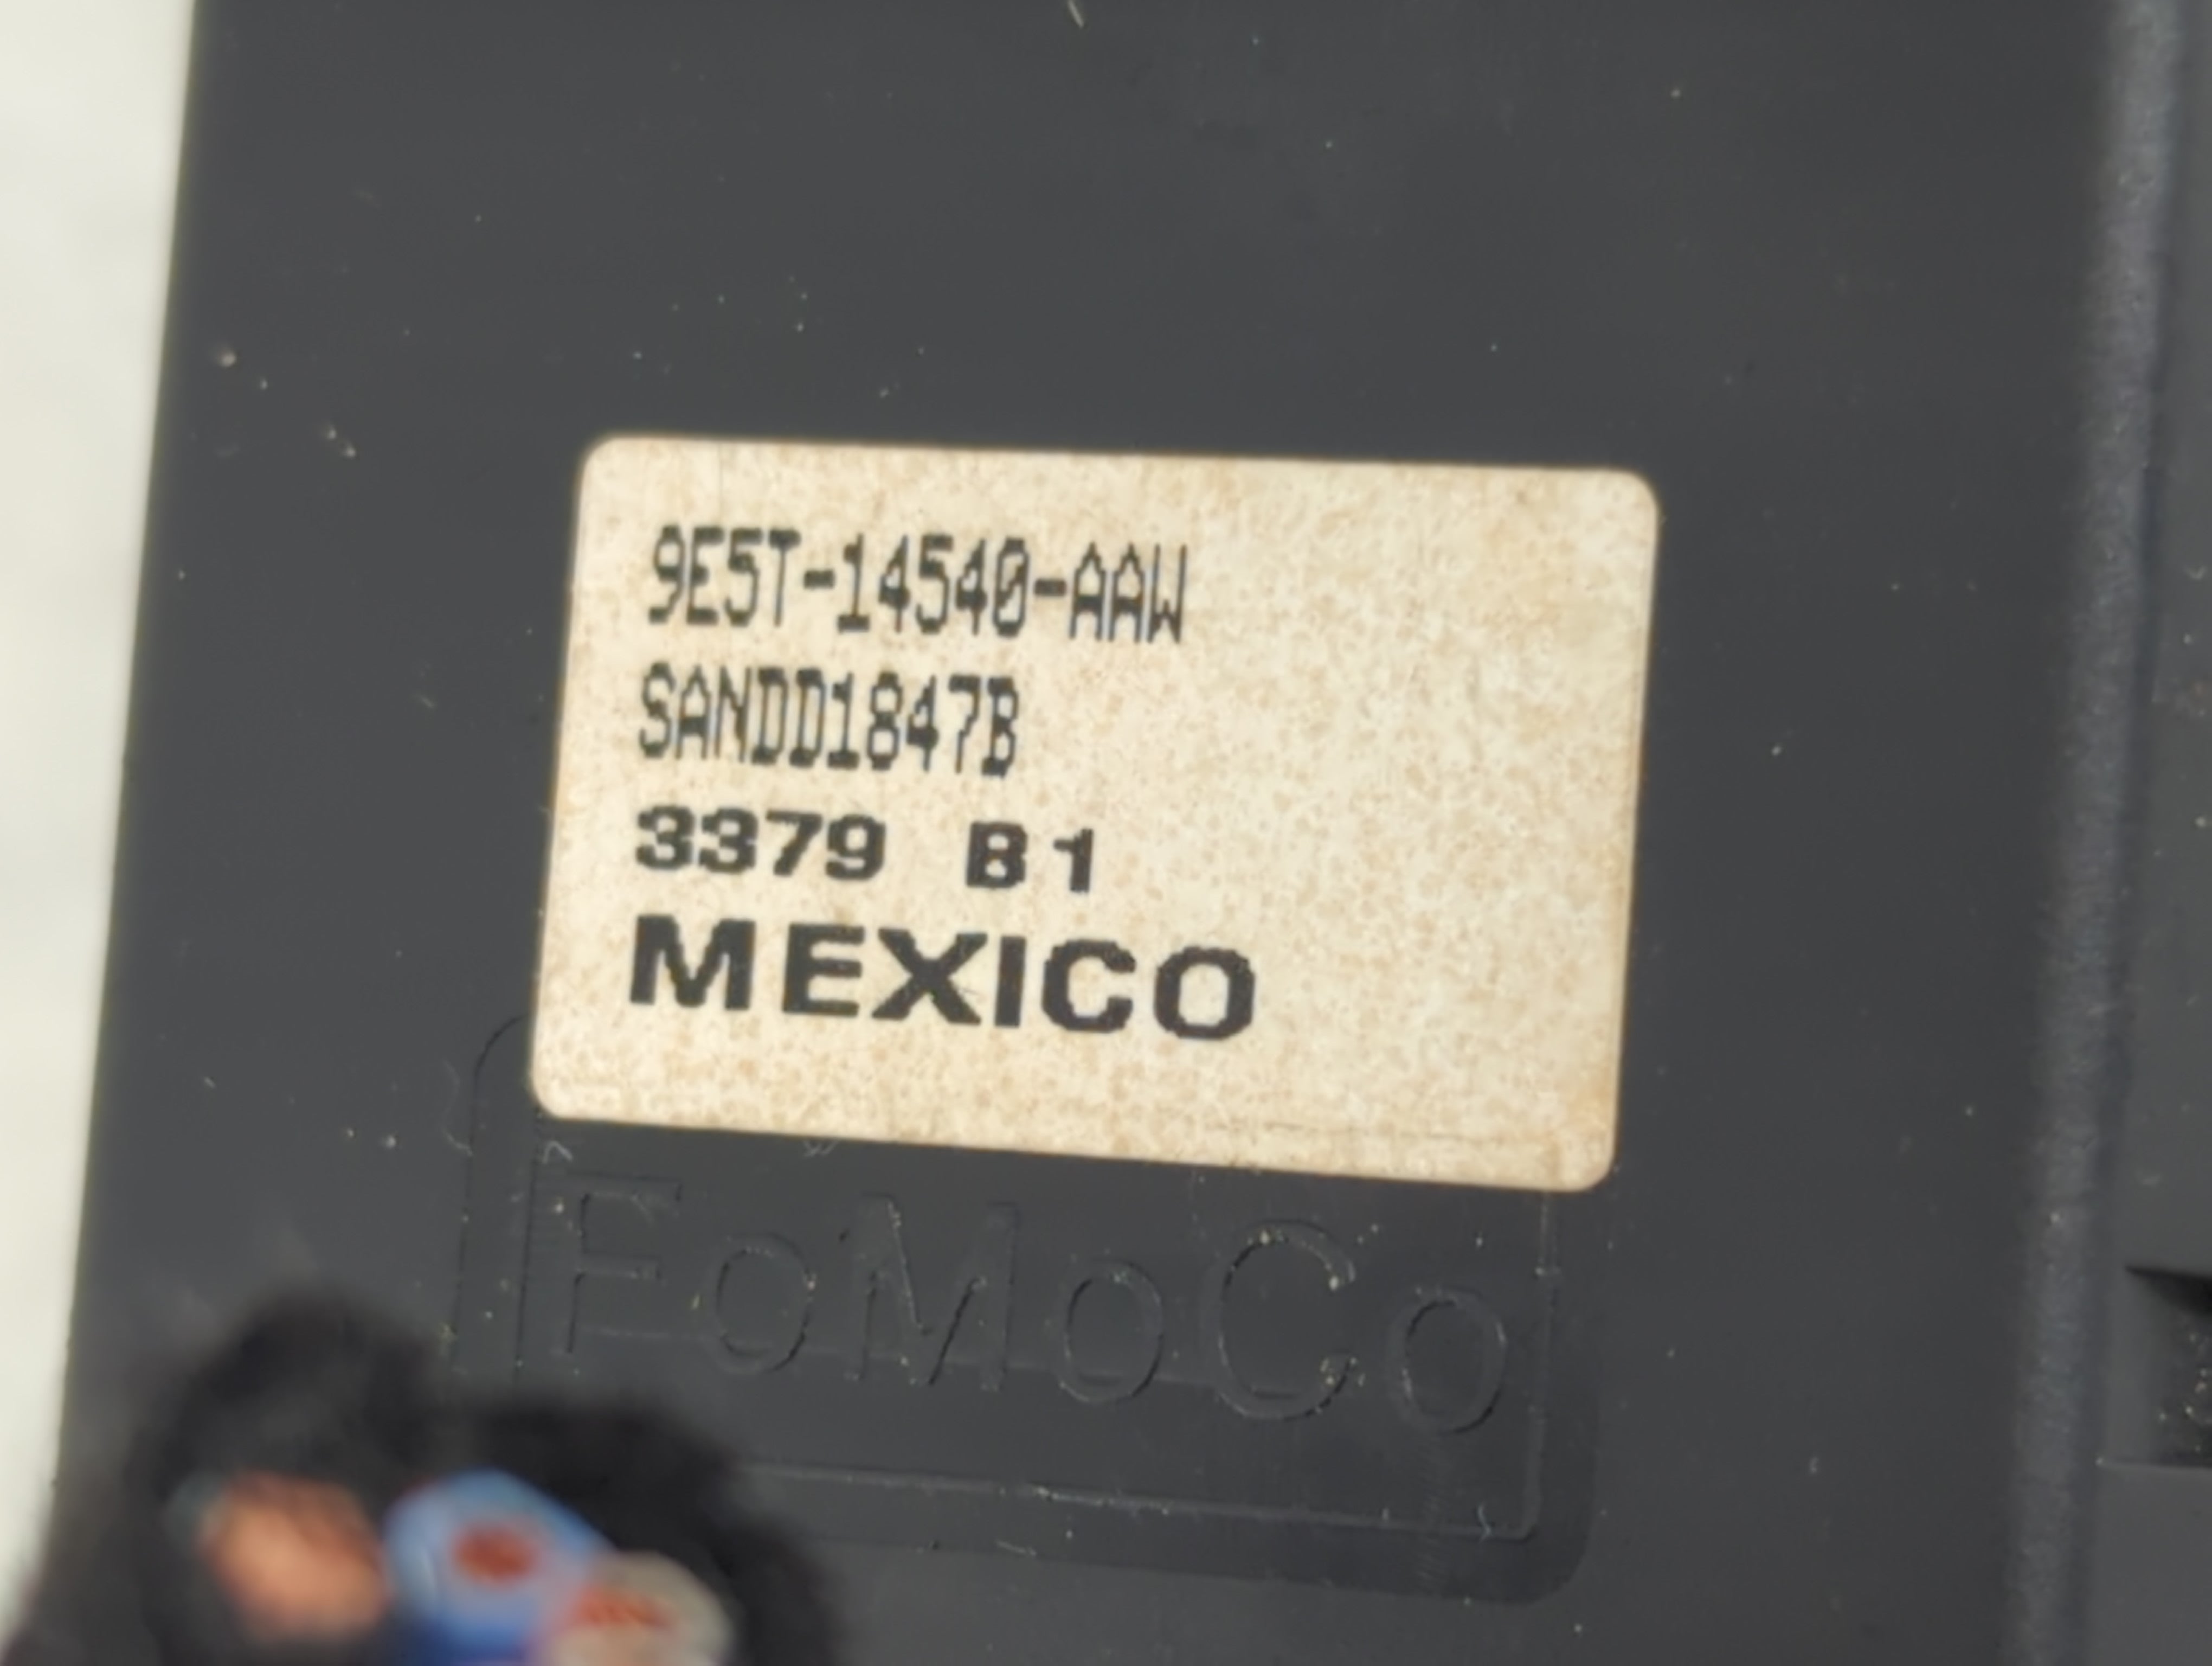 9E5T-14540-AAW
SANDD1847B
3379 B1
MEXICO
FoMoCo